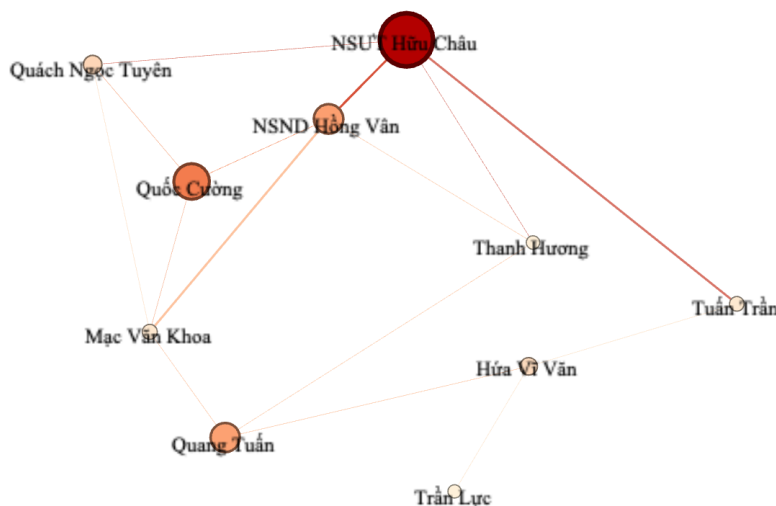 NSƯT Hữu Châu
Quách Ngọc Tuyên
NSND Hồng Vân
Quốc Cường
Thanh Hương
Tuấn Trần
Mạc Văn Khoa
Hứa Vĩ Văn
Quang Tuấn
Trần Lực